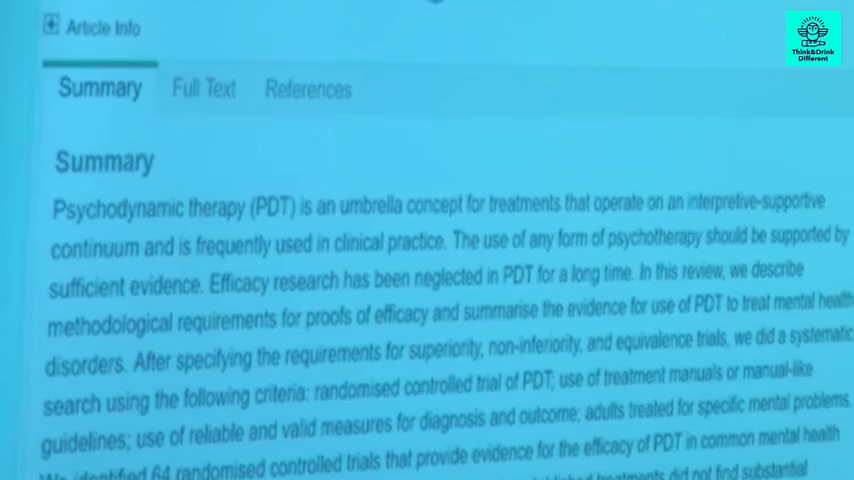 Article Info
Think&Drink
Different
Summary Full Text References
Summary
Psychodynamic therapy (PDT) is an umbrella concept for treatments that operate on an interpretive-supportive
continuum and is frequently used in clinical practice. The use of any form of psychotherapy should be supported by
sufficient evidence. Efficacy research has been neglected in PDT for a long time. In this review, we describe
methodological requirements for proofs of efficacy and summarise the evidence for use of PDT to treat mental health
disorders. After specifying the requirements for superiority, non-inferiority, and equivalence trials, we did a systematic
search using the following criteria: randomised controlled trial of PDT; use of treatment manuals or manual-like
guidelines; use of reliable and valid measures for diagnosis and outcome; adults treated for specific mental problems.
We identified 64 randomised controlled trials that provide evidence for the efficacy of PDT in common mental health
treatments did not find substantial